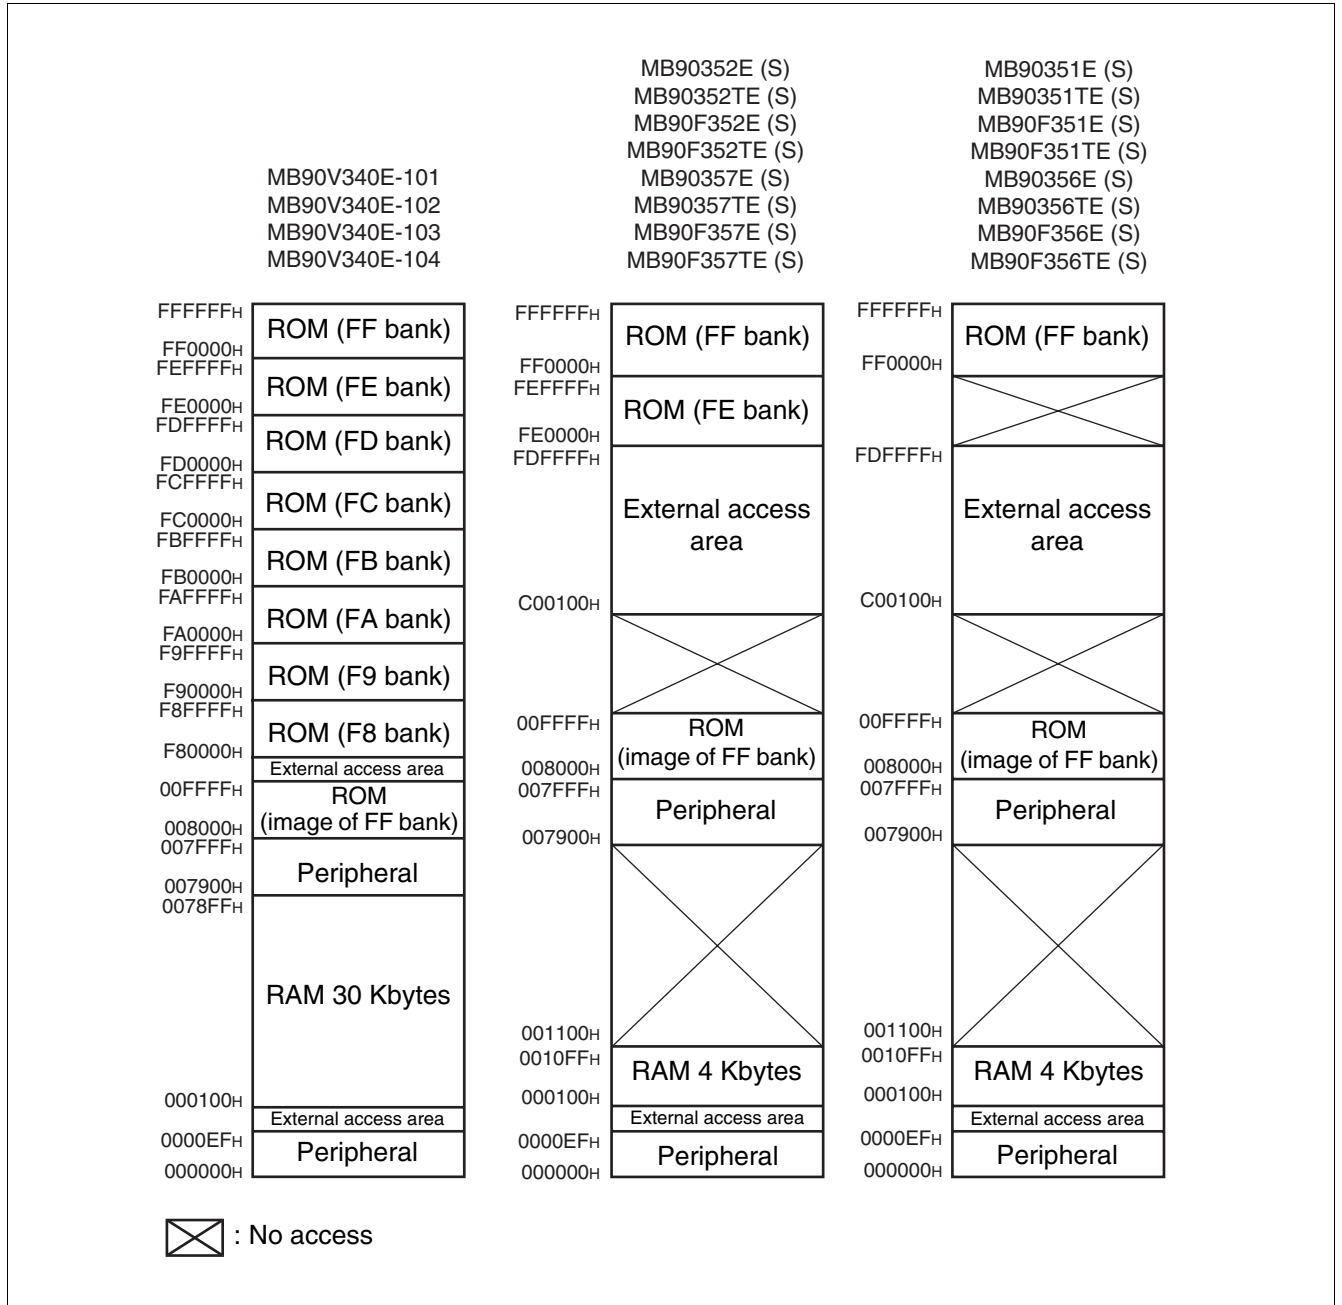 MB90V340E-101
MB90V340E-102
MB90V340E-103
MB90V340E-104
FFFFFFH
ROM (FF bank)
FF0000H
FEFFFFH
ROM (FE bank)
FE0000H
FDFFFFH
ROM (FD bank)
FD0000H
FCFFFFH
ROM (FC bank)
FC0000H
FBFFFFH
ROM (FB bank)
FB0000H
FAFFFFH
ROM (FA bank)
FA0000H
F9FFFFH
ROM (F9 bank)
F90000H
F8FFFFH
ROM (F8 bank)
F80000H
External access area
00FFFFH
ROM
(image of FF bank)
008000H
007FFFH
Peripheral
007900H
0078FFH
RAM 30 Kbytes
000100H
External access area
0000EFH
Peripheral
000000H
MB90352E (S)
MB90352TE (S)
MB90F352E (S)
MB90F352TE (S)
MB90357E (S)
MB90357TE (S)
MB90F357E (S)
MB90F357TE (S)
FFFFFFH
ROM (FF bank)
FF0000H
FEFFFFH
ROM (FE bank)
FE0000H
FDFFFFH
External access
area
C00100H
00FFFFH
ROM
(image of FF bank)
008000H
007FFFH
Peripheral
007900H
001100H
0010FFH
RAM 4 Kbytes
000100H
External access area
0000EFH
Peripheral
000000H
MB90351E (S)
MB90351TE (S)
MB90F351E (S)
MB90F351TE (S)
MB90356E (S)
MB90356TE (S)
MB90F356E (S)
MB90F356TE (S)
FFFFFFH
ROM (FF bank)
FF0000H
FDFFFFH
External access
area
C00100H
00FFFFH
ROM
(image of FF bank)
008000H
007FFFH
Peripheral
007900H
001100H
0010FFH
RAM 4 Kbytes
000100H
External access area
0000EFH
Peripheral
000000H
: No access